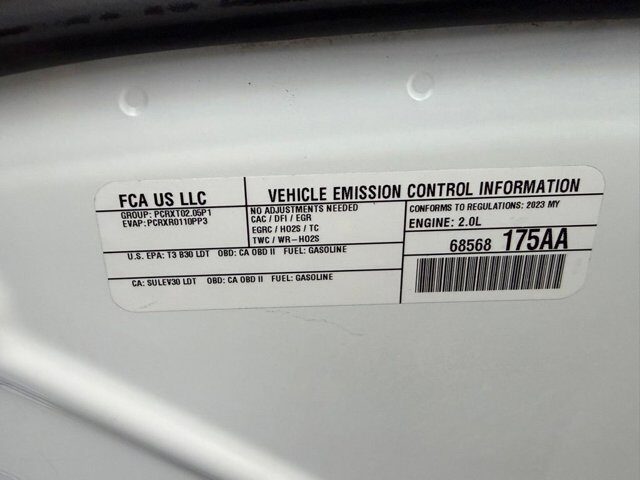 FCA US LLC
GROUP: PCRXT02.05P1
EVAP: PCRXR0110PP3
VEHICLE EMISSION CONTROL INFORMATION
NO ADJUSTMENTS NEEDED
CAC / DFI / EGR
EGRC / HO2S / TC
TWC / WR-HO2S
CONFORMS TO REGULATIONS: 2023 MY
ENGINE: 2.0L
U.S. EPA: T3 B30 LDT OBD: CA OBD II FUEL: GASOLINE
CA: SULEV30 LDT OBD: CA OBD II FUEL: GASOLINE
68568 175AA